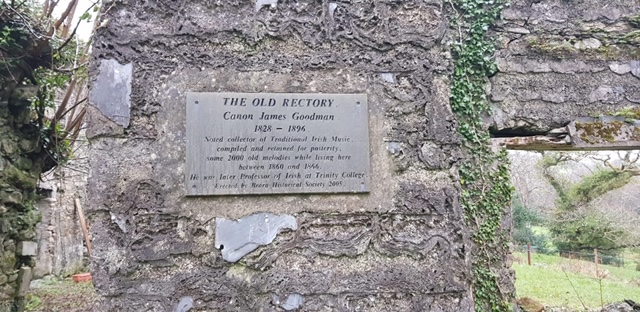 THE OLD RECTORY
Canon James Goodman
1828 – 1896
Noted collector of Traditional Irish Music,
compiled and retained for posterity,
some 2000 old melodies while living here
between 1860 and 1866.
He was later Professor of Irish at Trinity College
Erected by Beara Historical Society 2005